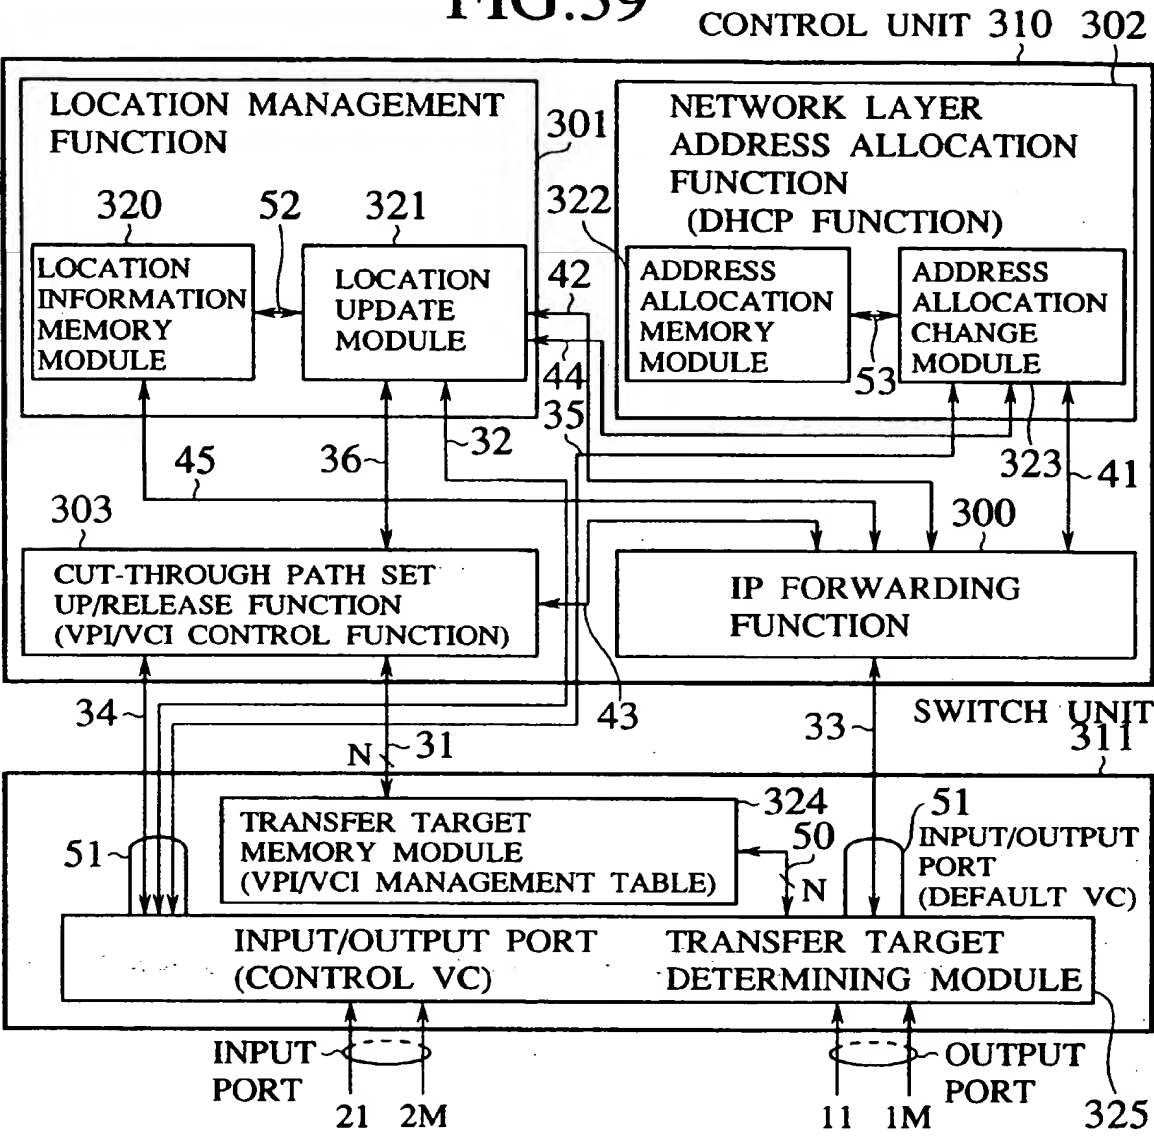 FIG.39
CONTROL UNIT 310 302
LOCATION MANAGEMENT
FUNCTION
301
NETWORK LAYER
ADDRESS ALLOCATION
FUNCTION
(DHCP FUNCTION)
320
52
321
322
LOCATION
INFORMATION
MEMORY
MODULE
LOCATION
UPDATE
MODULE
42
44
ADDRESS
ALLOCATION
MEMORY
MODULE
53
ADDRESS
ALLOCATION
CHANGE
MODULE
35
32
36
45
323
41
303
300
CUT-THROUGH PATH SET
UP/RELEASE FUNCTION
(VPI/VCI CONTROL FUNCTION)
IP FORWARDING
FUNCTION
34
N
31
43
33
SWITCH UNIT
311
324
51
TRANSFER TARGET
MEMORY MODULE
(VPI/VCI MANAGEMENT TABLE)
50
N
51
INPUT/OUTPUT
PORT
(DEFAULT VC)
INPUT/OUTPUT PORT
(CONTROL VC)
TRANSFER TARGET
DETERMINING MODULE
INPUT
PORT
21
2M
11
1M
OUTPUT
PORT
325